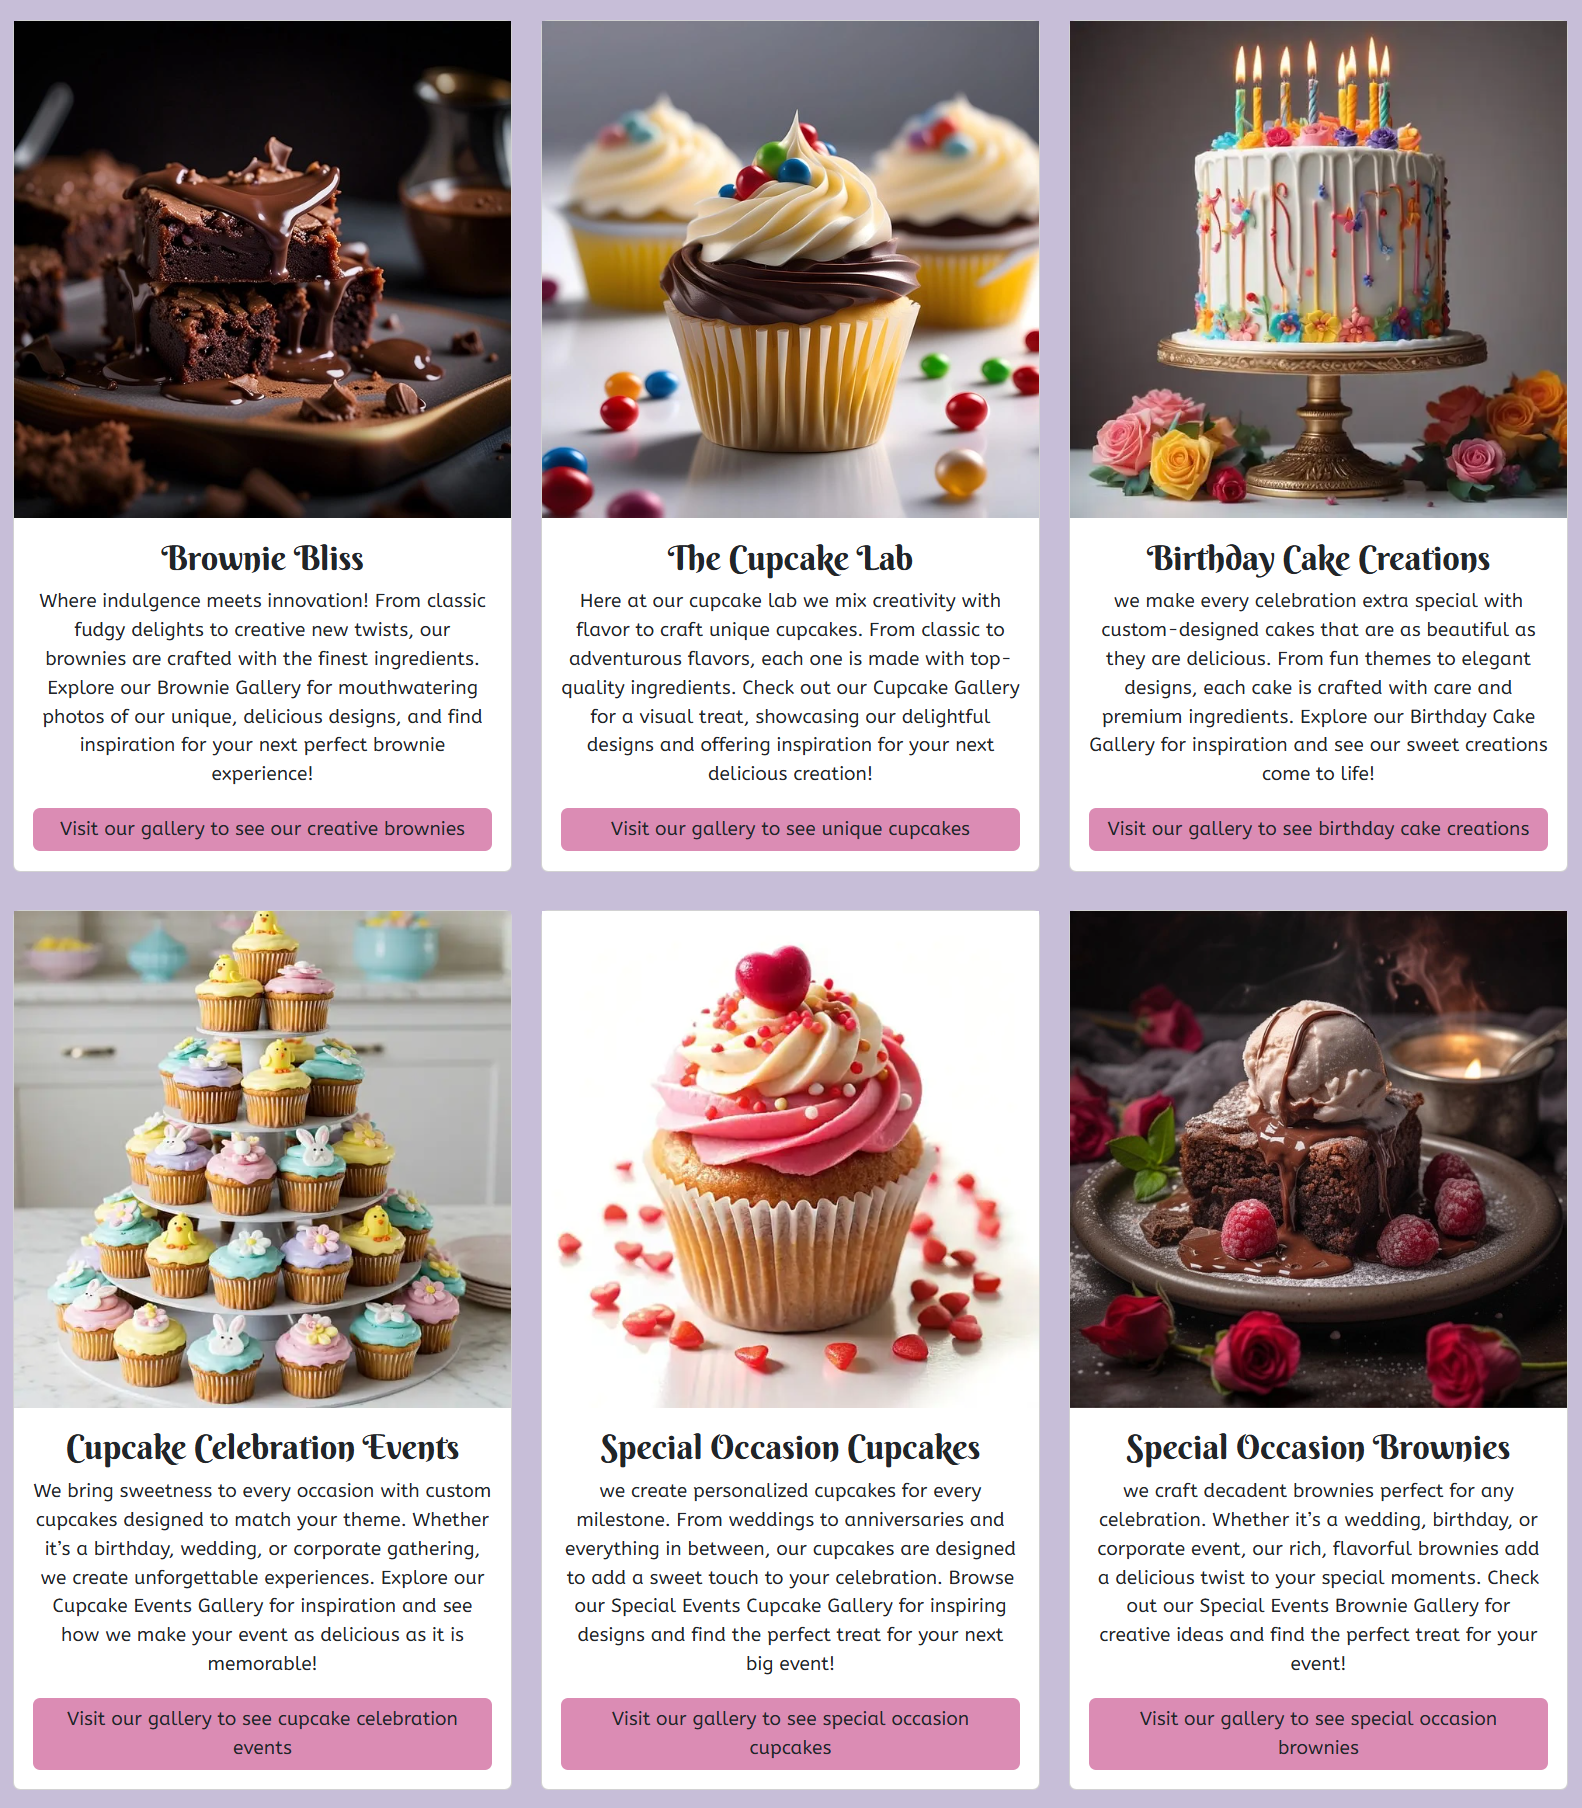 Brownie Bliss
Where indulgence meets innovation! From classic
fudgy delights to creative new twists, our
brownies are crafted with the finest ingredients.
Explore our Brownie Gallery for mouthwatering
photos of our unique, delicious designs, and find
inspiration for your next perfect brownie
experience!
Visit our gallery to see our creative brownies
The Cupcake Lab
Here at our cupcake lab we mix creativity with
flavor to craft unique cupcakes. From classic to
adventurous flavors, each one is made with top-
quality ingredients. Check out our Cupcake Gallery
for a visual treat, showcasing our delightful
designs and offering inspiration for your next
delicious creation!
Visit our gallery to see unique cupcakes
Birthday Cake Creations
we make every celebration extra special with
custom-designed cakes that are as beautiful as
they are delicious. From fun themes to elegant
designs, each cake is crafted with care and
premium ingredients. Explore our Birthday Cake
Gallery for inspiration and see our sweet creations
come to life!
Visit our gallery to see birthday cake creations
Cupcake Celebration Events
We bring sweetness to every occasion with custom
cupcakes designed to match your theme. Whether
it’s a birthday, wedding, or corporate gathering,
we create unforgettable experiences. Explore our
Cupcake Events Gallery for inspiration and see
how we make your event as delicious as it is
memorable!
Visit our gallery to see cupcake celebration
events
Special Occasion Cupcakes
we create personalized cupcakes for every
milestone. From weddings to anniversaries and
everything in between, our cupcakes are designed
to add a sweet touch to your celebration. Browse
our Special Events Cupcake Gallery for inspiring
designs and find the perfect treat for your next
big event!
Visit our gallery to see special occasion
cupcakes
Special Occasion Brownies
we craft decadent brownies perfect for any
celebration. Whether it’s a wedding, birthday, or
corporate event, our rich, flavorful brownies add
a delicious twist to your special moments. Check
out our Special Events Brownie Gallery for
creative ideas and find the perfect treat for your
event!
Visit our gallery to see special occasion
brownies